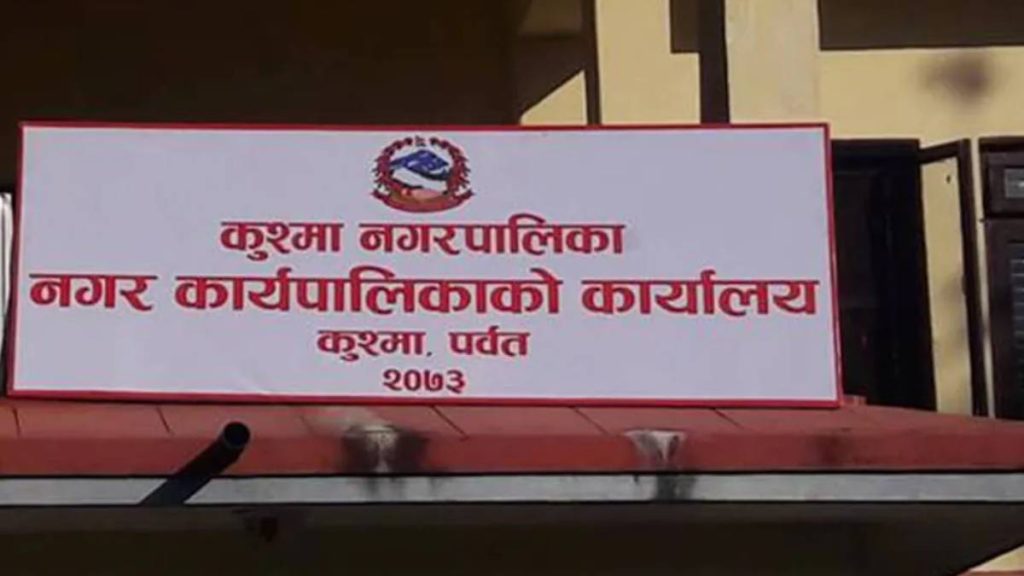 कुश्मा नगरपालिका
नगर कार्यपालिकाको कार्यालय
कुश्मा, पर्वत
२०७३